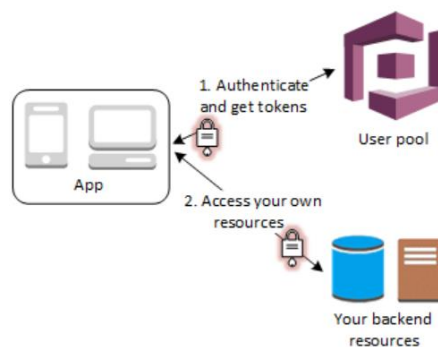 1. Authenticate
and get tokens
User pool
App
2. Access your own
resources
Your backend
resources